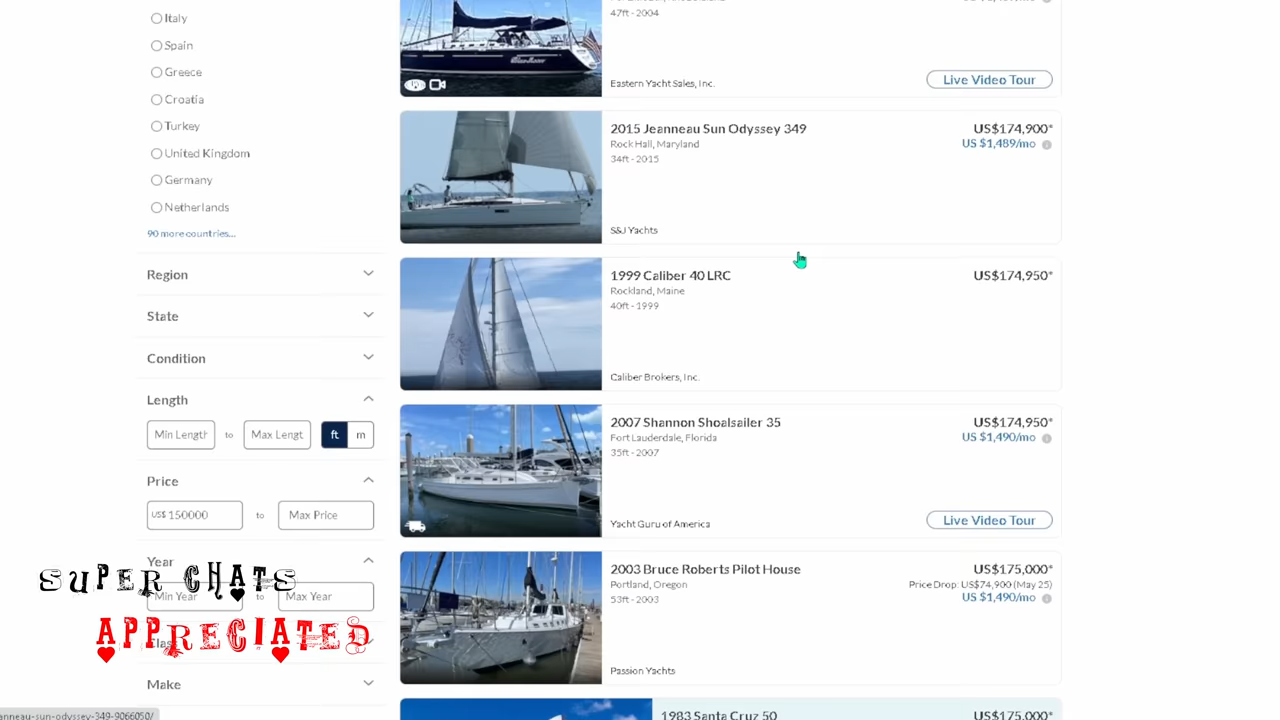 Italy
Spain
Greece
Croatia
Turkey
United Kingdom
Germany
Netherlands
90 more countries...
Region
State
Condition
Length
Min Length to Max Lengt ft m
Price
US$ 150000 to Max Price
Year
Min Year to Max Year
Make
SUPER CHATS
APPRECIATED
47ft - 2004
Eastern Yacht Sales, Inc.
Live Video Tour
2015 Jeanneau Sun Odyssey 349
US$174,900*
Rock Hall, Maryland
US $1,489/mo
34ft - 2015
S&J Yachts
1999 Caliber 40 LRC
US$174,950*
Rockland, Maine
40ft - 1999
Caliber Brokers, Inc.
2007 Shannon Shoalsailer 35
US$174,950*
Fort Lauderdale, Florida
US $1,490/mo
35ft - 2007
Yacht Guru of America
Live Video Tour
2003 Bruce Roberts Pilot House
US$175,000*
Portland, Oregon
Price Drop: US$74,900 (May 25)
53ft - 2003
US $1,490/mo
Passion Yachts
1983 Santa Cruz 50
US$175,000*
anneau-sun-odyssey-349-9066050/